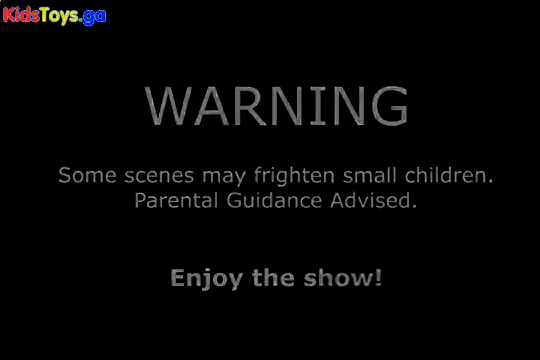 KidsToys.ga
WARNING
Some scenes may frighten small children.
Parental Guidance Advised.
Enjoy the show!